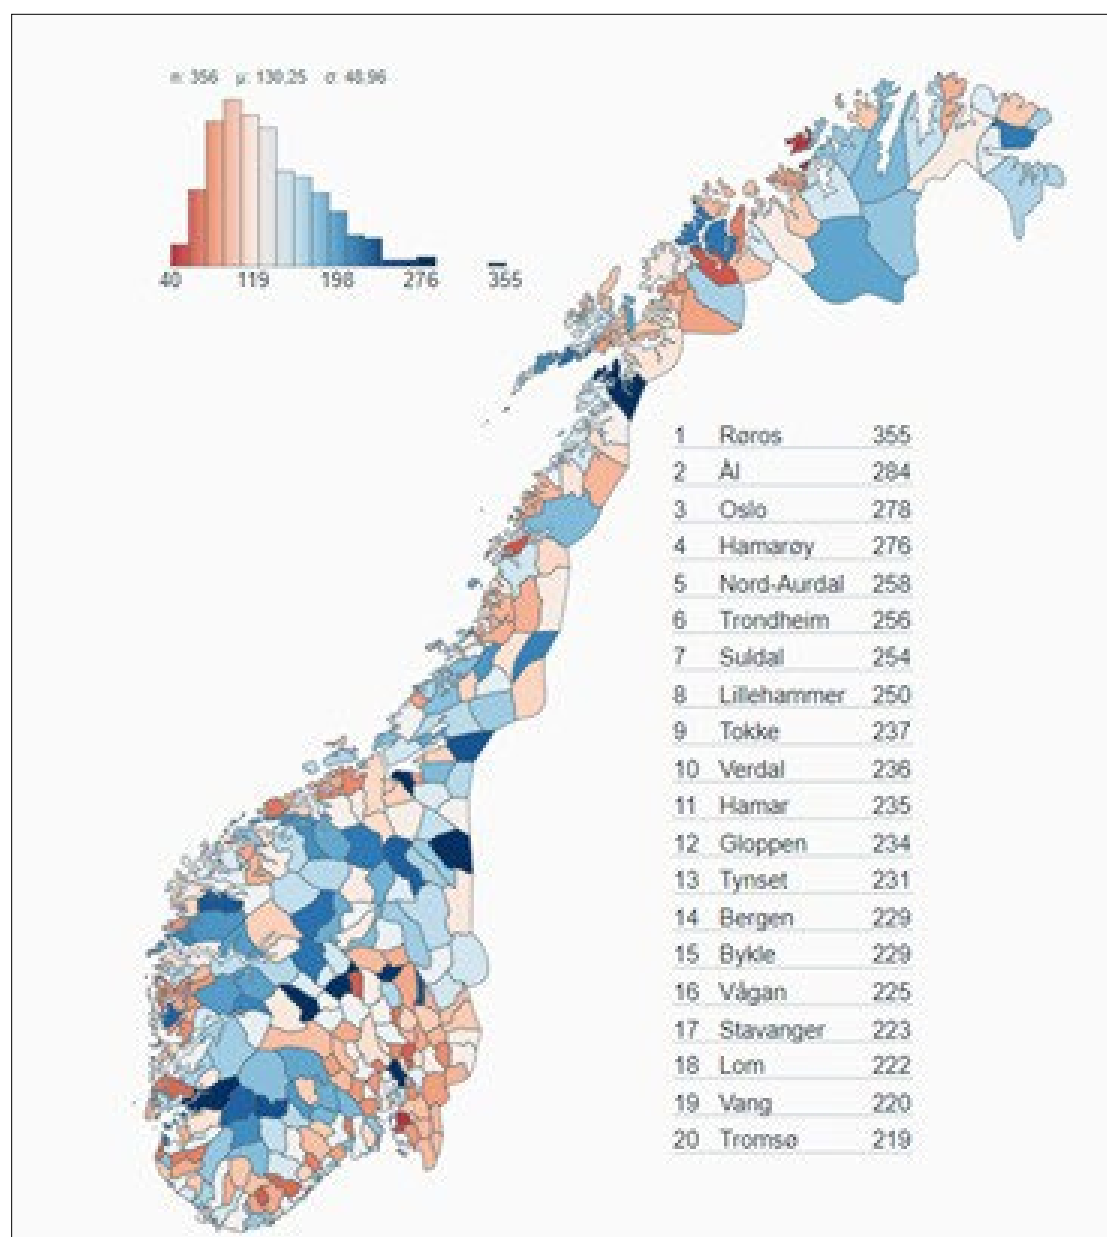 n: 356 μ: 130,25 σ: 48,96
40 119 198 276 355
1 Røros 355
2 Ål 284
3 Oslo 278
4 Hamarøy 276
5 Nord-Aurdal 258
6 Trondheim 256
7 Suldal 254
8 Lillehammer 250
9 Tokke 237
10 Verdal 236
11 Hamar 235
12 Gloppen 234
13 Tynset 231
14 Bergen 229
15 Bykle 229
16 Vågan 225
17 Stavanger 223
18 Lom 222
19 Vang 220
20 Tromsø 219